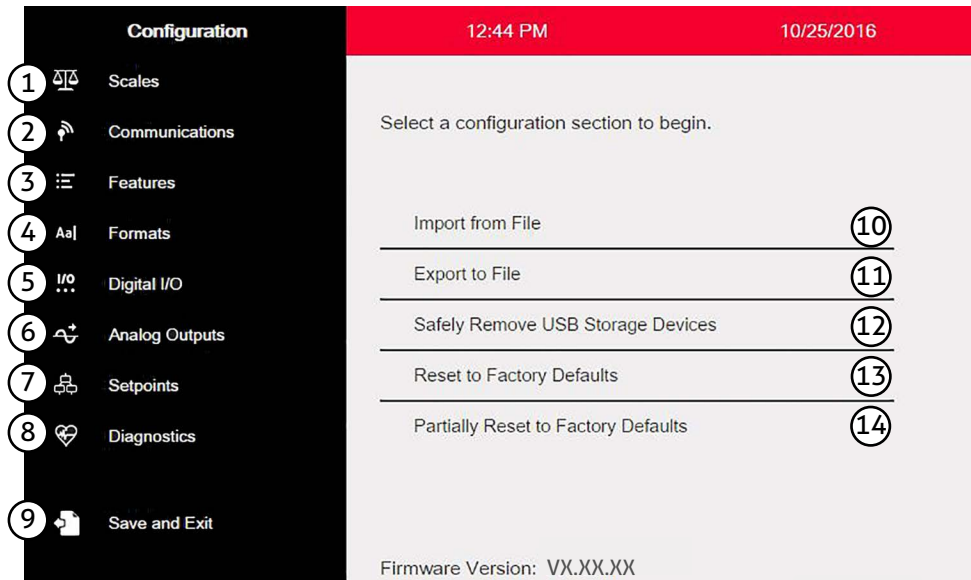 Configuration
12:44 PM
10/25/2016
1 Scales
2 Communications
3 Features
4 Aa| Formats
5 I/O Digital I/O
6 Analog Outputs
7 Setpoints
8 Diagnostics
9 Save and Exit
Select a configuration section to begin.
Import from File 10
Export to File 11
Safely Remove USB Storage Devices 12
Reset to Factory Defaults 13
Partially Reset to Factory Defaults 14
Firmware Version: VX.XX.XX